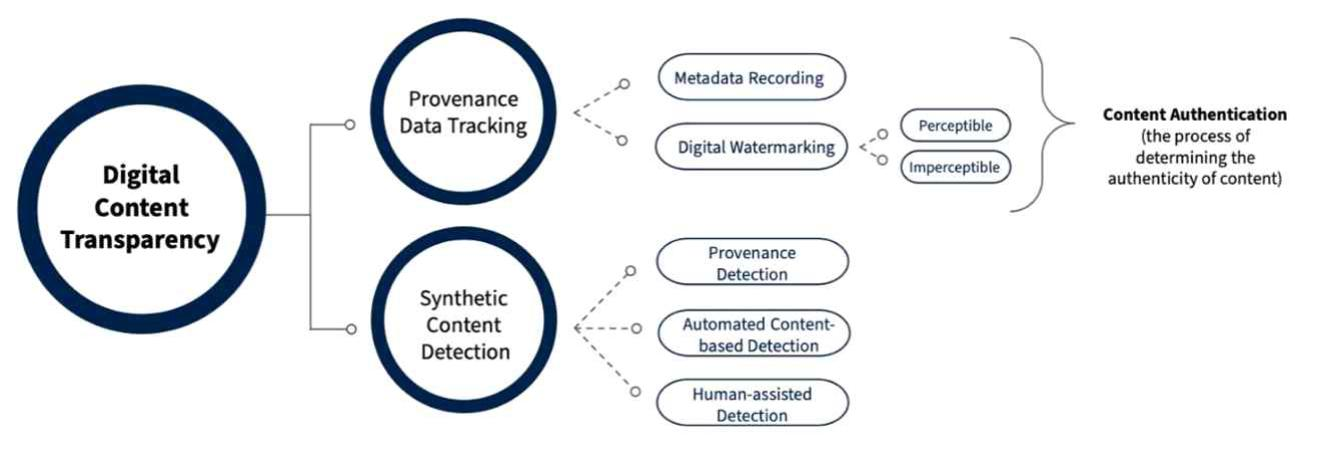 Digital
Content
Transparency
Provenance
Data Tracking
Metadata Recording
Digital Watermarking
Perceptible
Imperceptible
Content Authentication
(the process of
determining the
authenticity of content)
Synthetic
Content
Detection
Provenance
Detection
Automated Content-
based Detection
Human-assisted
Detection